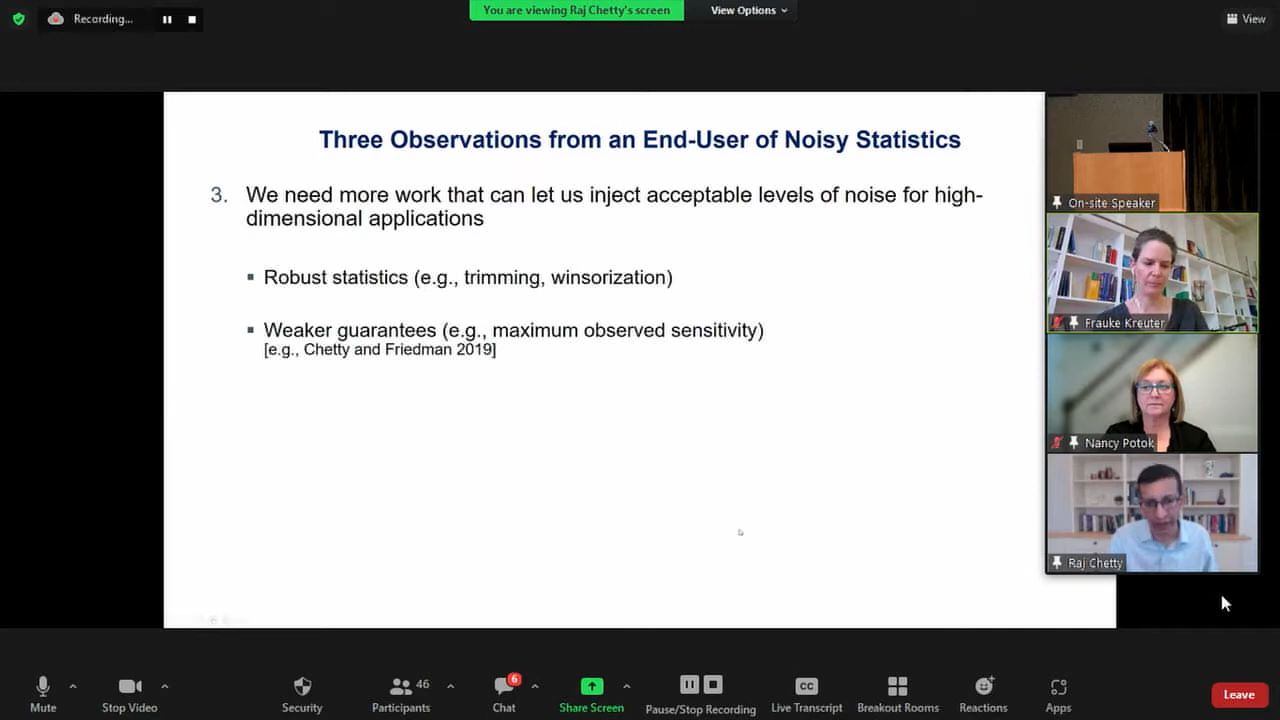 Recording...
You are viewing Raj Chetty's screen
View Options
View
Three Observations from an End-User of Noisy Statistics
3. We need more work that can let us inject acceptable levels of noise for high-
dimensional applications
▪ Robust statistics (e.g., trimming, winsorization)
▪ Weaker guarantees (e.g., maximum observed sensitivity)
[e.g., Chetty and Friedman 2019]
On-site Speaker
Frauke Kreuter
Nancy Potok
Raj Chetty
Mute
Stop Video
Security
46
Participants
6
Chat
Share Screen
Pause/Stop Recording
CC
Live Transcript
Breakout Rooms
Reactions
Apps
Leave